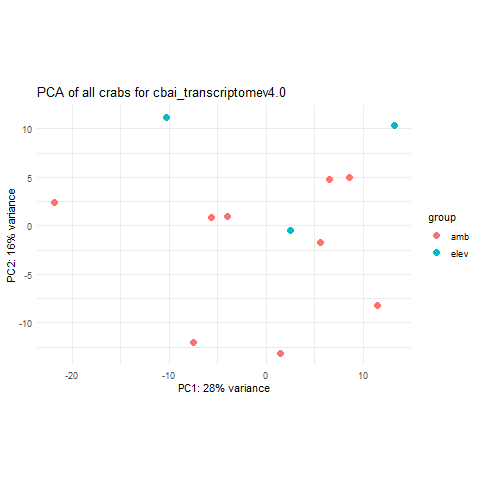 PCA of all crabs for cbai_transcriptomev4.0
10
5
0
-5
-10
PC2: 16% variance
-20
-10
0
10
PC1: 28% variance
group
amb
elev